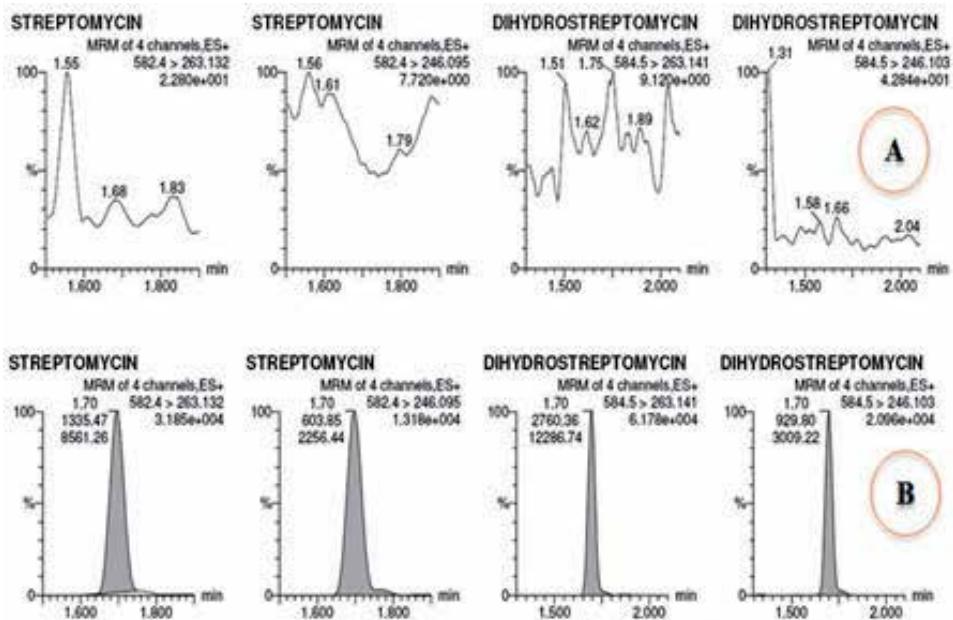 STREPTOMYCIN
MRM of 4 channels,ES+
1.55 582.4 > 263.132
100 2.280e+001
%
1.68 1.83
0 min
1.600 1.800
STREPTOMYCIN
MRM of 4 channels,ES+
1.56 582.4 > 246.095
100 7.720e+000
1.61
%
1.79
0 min
1.600 1.800
DIHYDROSTREPTOMYCIN
MRM of 4 channels,ES+
1.51 1.75 584.5 > 263.141
100 9.120e+000
1.62 1.89
%
0 min
1.500 2.000
DIHYDROSTREPTOMYCIN
MRM of 4 channels,ES+
1.31 584.5 > 246.103
100 4.284e+001
A
%
1.58 1.66
2.04
0 min
1.500 2.000
STREPTOMYCIN
MRM of 4 channels,ES+
1.70 582.4 > 263.132
100 1335.47 3.185e+004
8561.26
%
0 min
1.600 1.800
STREPTOMYCIN
MRM of 4 channels,ES+
1.70 582.4 > 246.095
100 603.85 1.318e+004
2256.44
%
0 min
1.600 1.800
DIHYDROSTREPTOMYCIN
MRM of 4 channels,ES+
1.70 584.5 > 263.141
100 2760.36 6.178e+004
12286.74
%
0 min
1.500 2.000
DIHYDROSTREPTOMYCIN
MRM of 4 channels,ES+
1.70 584.5 > 246.103
100 929.80 2.096e+004
3009.22
B
%
0 min
1.500 2.000